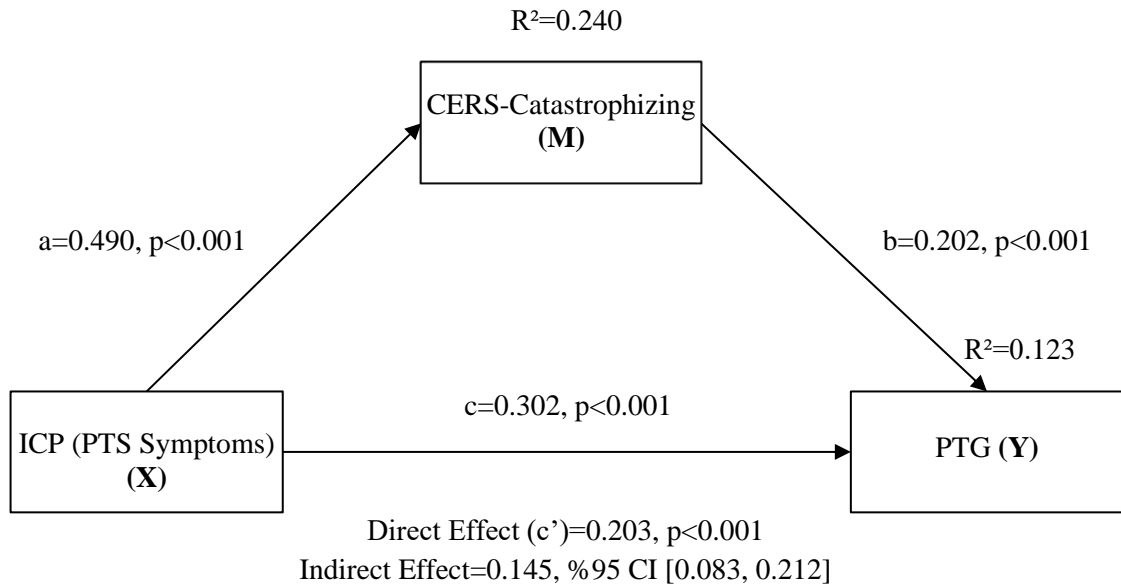 R²=0.240
CERS-Catastrophizing
(M)
a=0.490, p<0.001
b=0.202, p<0.001
R²=0.123
c=0.302, p<0.001
ICP (PTS Symptoms)
(X)
PTG (Y)
Direct Effect (c’)=0.203, p<0.001
Indirect Effect=0.145, %95 CI [0.083, 0.212]